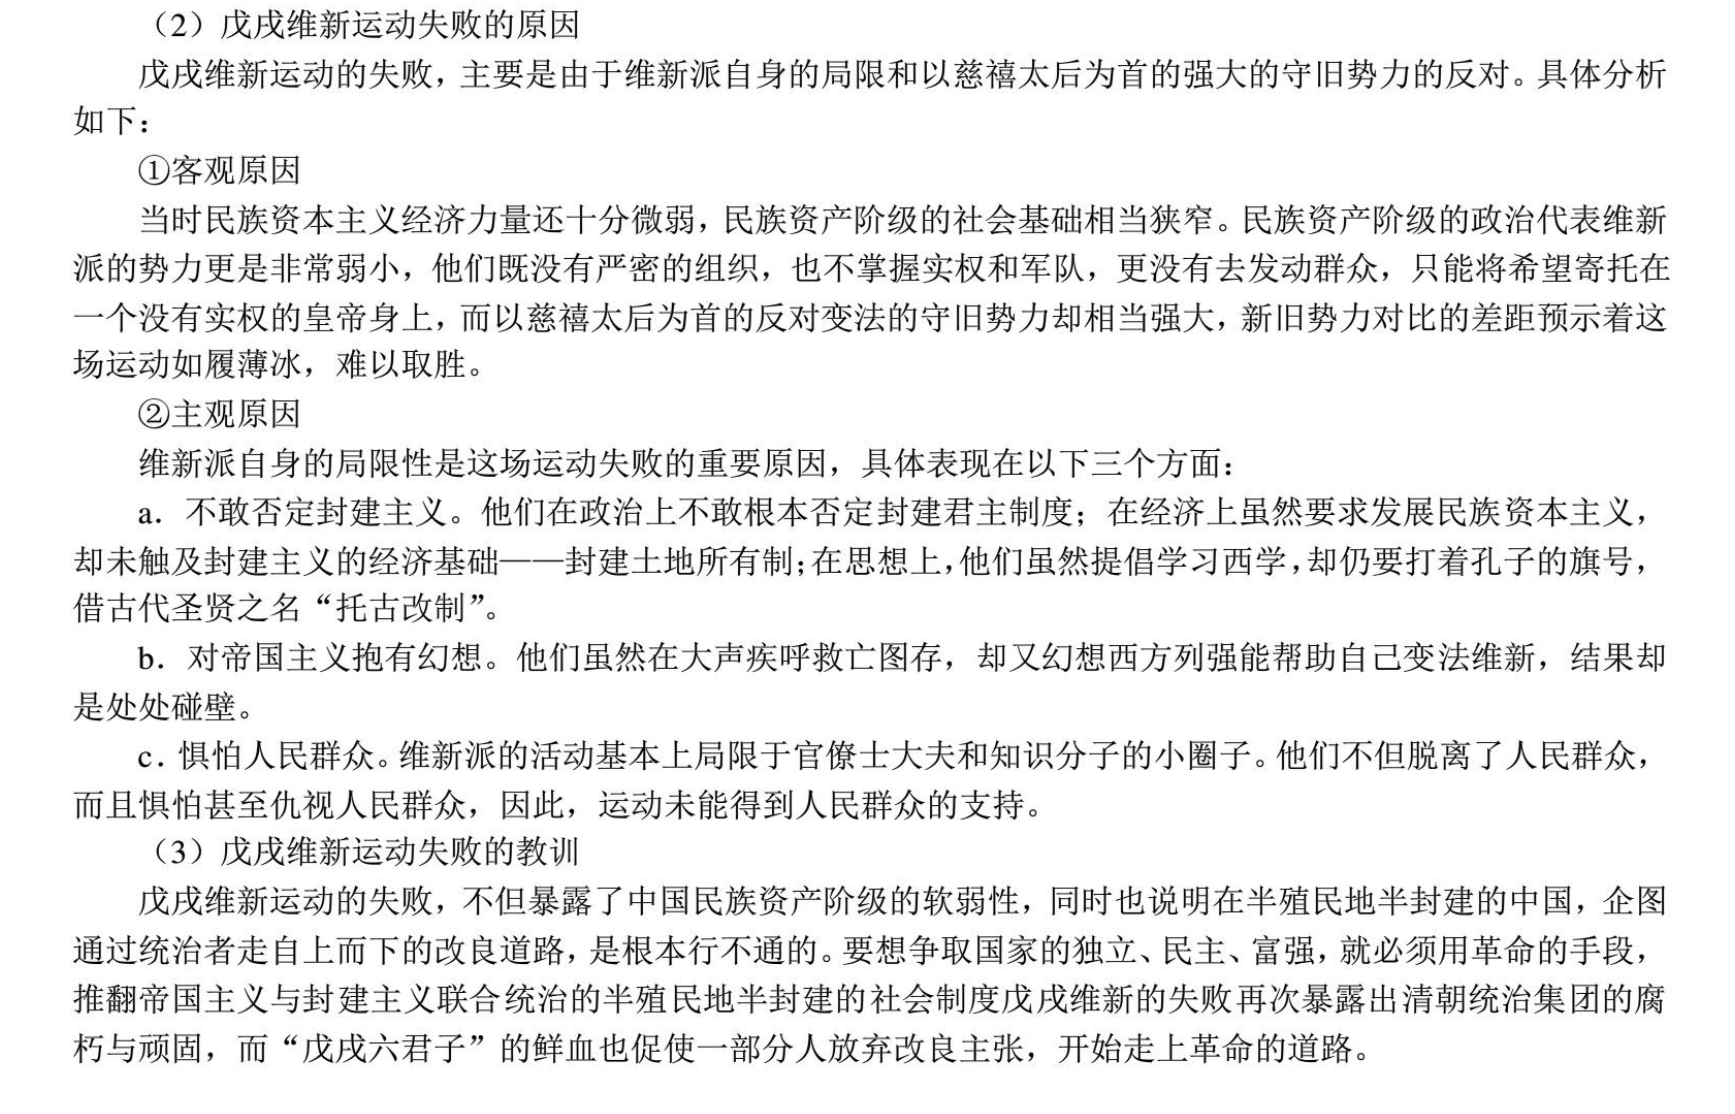 （2）戊戌维新运动失败的原因
戊戌维新运动的失败，主要是由于维新派自身的局限和以慈禧太后为首的强大的守旧势力的反对。具体分析
如下：
①客观原因
当时民族资本主义经济力量还十分微弱，民族资产阶级的社会基础相当狭窄。民族资产阶级的政治代表维新
派的势力更是非常弱小，他们既没有严密的组织，也不掌握实权和军队，更没有去发动群众，只能将希望寄托在
一个没有实权的皇帝身上，而以慈禧太后为首的反对变法的守旧势力却相当强大，新旧势力对比的差距预示着这
场运动如履薄冰，难以取胜。
②主观原因
维新派自身的局限性是这场运动失败的重要原因，具体表现在以下三个方面：
a．不敢否定封建主义。他们在政治上不敢根本否定封建君主制度；在经济上虽然要求发展民族资本主义，
却未触及封建主义的经济基础——封建土地所有制；在思想上，他们虽然提倡学习西学，却仍要打着孔子的旗号，
借古代圣贤之名“托古改制”。
b．对帝国主义抱有幻想。他们虽然在大声疾呼救亡图存，却又幻想西方列强能帮助自己变法维新，结果却
是处处碰壁。
c．惧怕人民群众。维新派的活动基本上局限于官僚士大夫和知识分子的小圈子。他们不但脱离了人民群众，
而且惧怕甚至仇视人民群众，因此，运动未能得到人民群众的支持。
（3）戊戌维新运动失败的教训
戊戌维新运动的失败，不但暴露了中国民族资产阶级的软弱性，同时也说明在半殖民地半封建的中国，企图
通过统治者走自上而下的改良道路，是根本行不通的。要想争取国家的独立、民主、富强，就必须用革命的手段，
推翻帝国主义与封建主义联合统治的半殖民地半封建的社会制度戊戌维新的失败再次暴露出清朝统治集团的腐
朽与顽固，而“戊戌六君子”的鲜血也促使一部分人放弃改良主张，开始走上革命的道路。